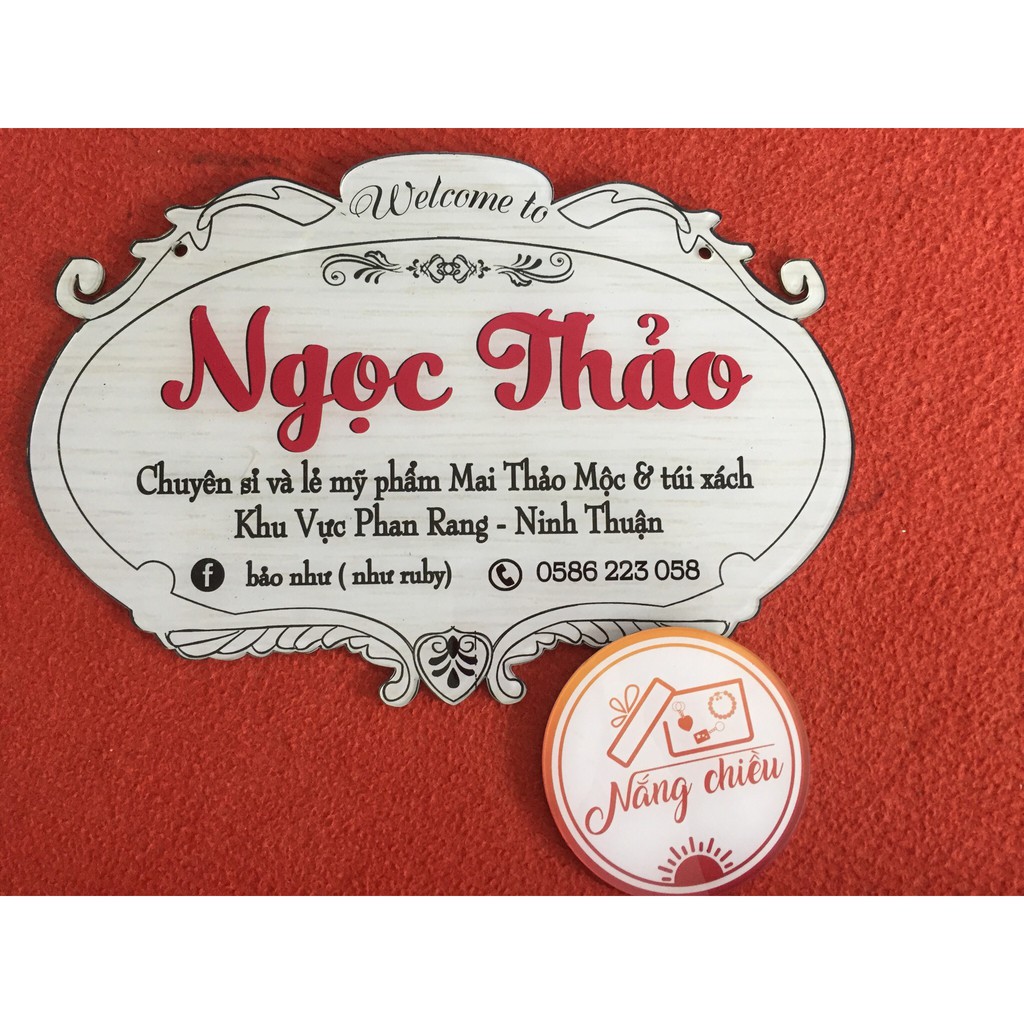 Welcome to
Ngọc Thảo
Chuyên sỉ và lẻ mỹ phẩm Mai Thảo Mộc & túi xách
Khu Vực Phan Rang - Ninh Thuận
f bảo như ( như ruby) 0586 223 058
Nắng chiều